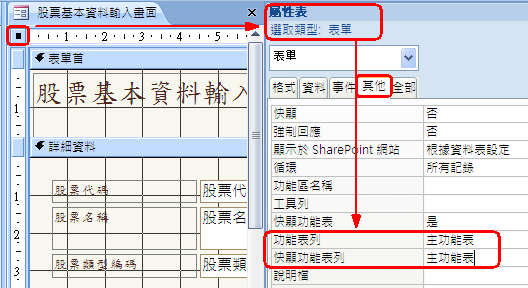 股票基本資料輸入畫面
1 2 3 4 5
表單首
股票基本資料輸入
1
詳細資料
股票代碼 股票代
股票名稱 股票名
股票類型編碼 股票類
1
2
3
屬性表
選取類型: 表單
表單
格式 資料 事件 其他 全部
快顯 否
強制回應 否
顯示於 SharePoint 網站 根據資料表設定
循環 所有記錄
功能區名稱
工具列
快顯功能表 是
功能表列 主功能表
快顯功能表列 主功能表
說明檔